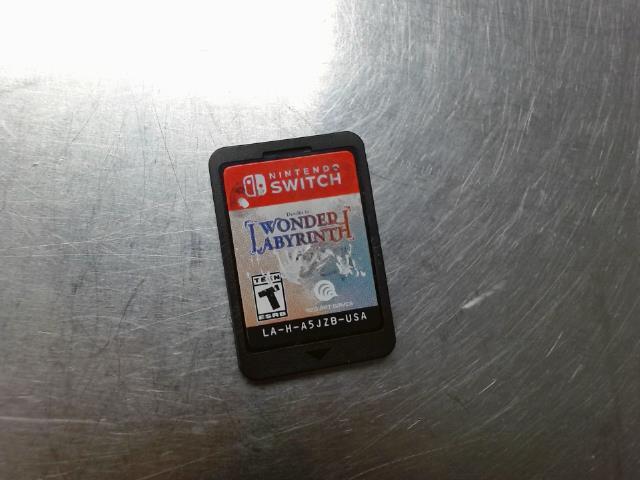 NINTENDO
SWITCH
WONDER
LABYRINTH
TEEN
T
ESRB
LA-H-A5JZB-USA